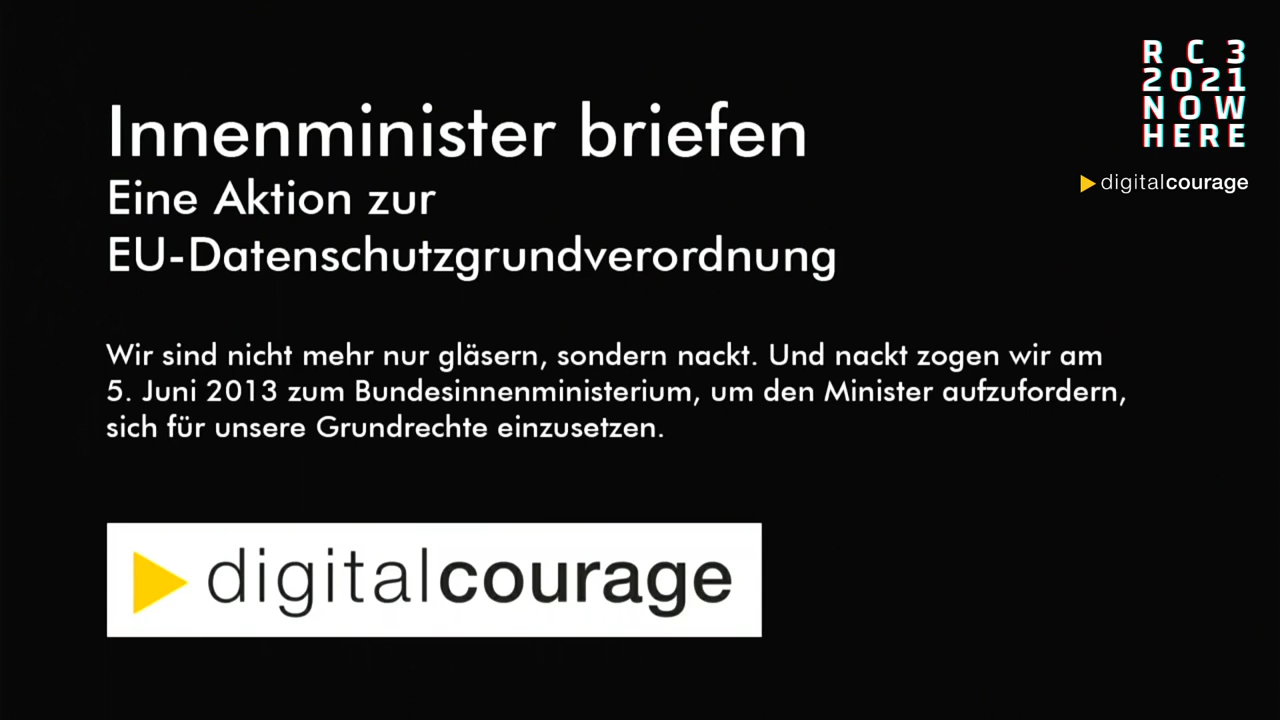 Innenminister briefen
Eine Aktion zur
EU-Datenschutzgrundverordnung
Wir sind nicht mehr nur gläsern, sondern nackt. Und nackt zogen wir am
5. Juni 2013 zum Bundesinnenministerium, um den Minister aufzufordern,
sich für unsere Grundrechte einzusetzen.
digitalcourage
R C 3
2021
NOW
HERE
digitalcourage